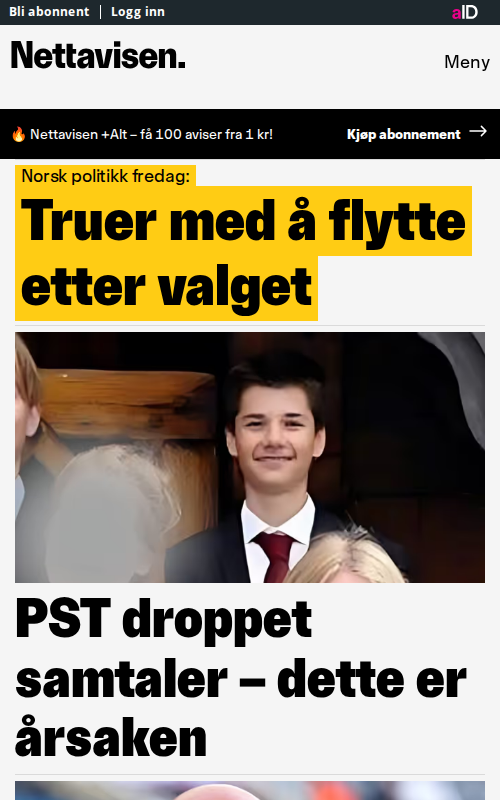 Bli abonnent | Logg inn
aID
Nettavisen.
Meny
🔥 Nettavisen +Alt – få 100 aviser fra 1 kr!
Kjøp abonnement →
Norsk politikk fredag:
Truer med å flytte
etter valget
PST droppet
samtaler – dette er
årsaken